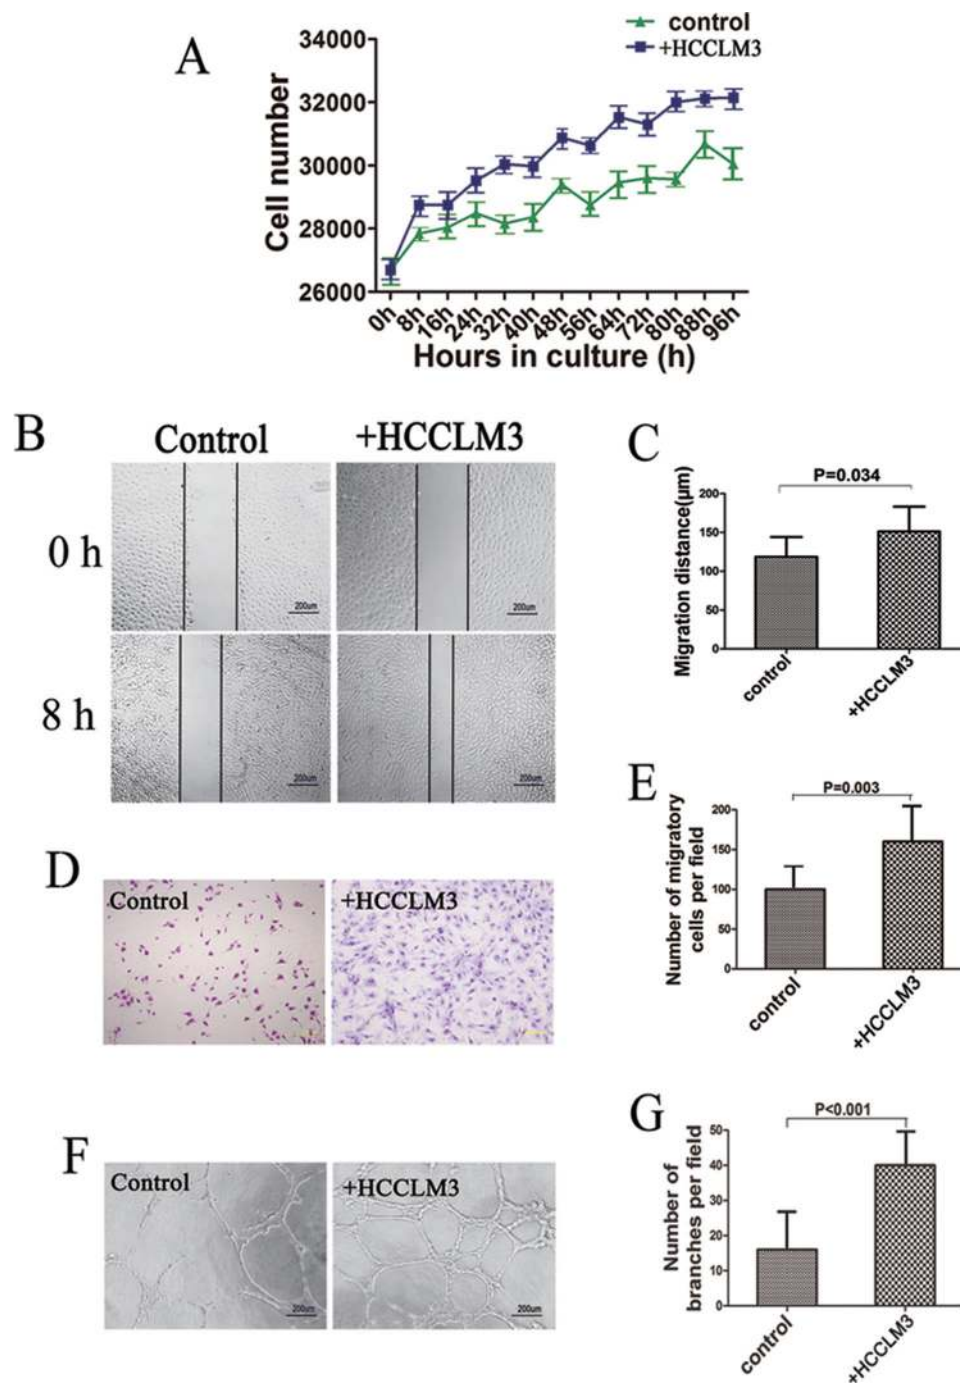 A
control
+HCCLM3
34000
32000
30000
28000
26000
Cell number
0h 8h 16h 24h 32h 40h 48h 56h 64h 72h 80h 88h 96h
Hours in culture (h)
B
Control
+HCCLM3
0 h
200um
200um
8 h
200um
200um
C
P=0.034
200
150
100
50
0
Migration distance(μm)
control
+HCCLM3
D
Control
+HCCLM3
E
P=0.003
200
150
100
50
0
Number of migratory
cells per field
control
+HCCLM3
F
Control
+HCCLM3
200um
200um
G
P<0.001
50
40
30
20
10
0
Number of
branches per field
control
+HCCLM3